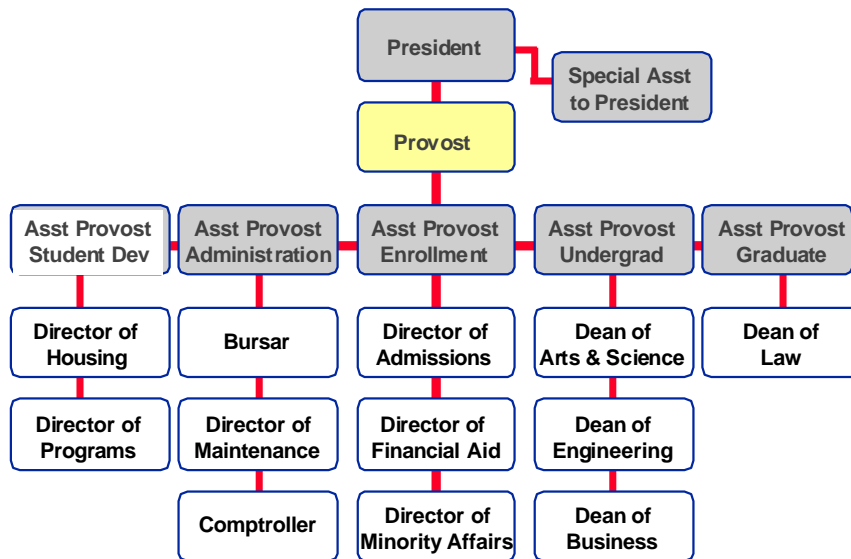 President
Special Asst
to President
Provost
Asst Provost
Student Dev
Asst Provost
Administration
Asst Provost
Enrollment
Asst Provost
Undergrad
Asst Provost
Graduate
Director of
Housing
Bursar
Director of
Admissions
Dean of
Arts & Science
Dean of
Law
Director of
Programs
Director of
Maintenance
Director of
Financial Aid
Dean of
Engineering
Comptroller
Director of
Minority Affairs
Dean of
Business